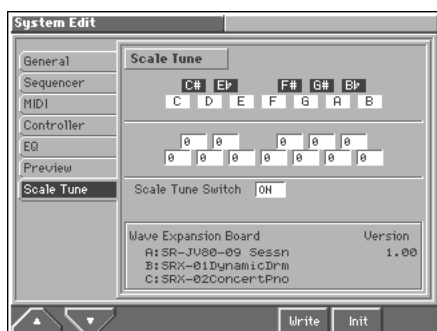 System Edit
General
Sequencer
MIDI
Controller
EQ
Preview
Scale Tune
Scale Tune
C# E♭ F# G# B♭
C D E F G A B
0 0 0 0 0
0 0 0 0 0 0 0
Scale Tune Switch ON
Wave Expansion Board Version
A:SR-JV80-09 Sessn 1.00
B:SRX-01DynamicDrm
C:SRX-02ConcertPno
Write Init